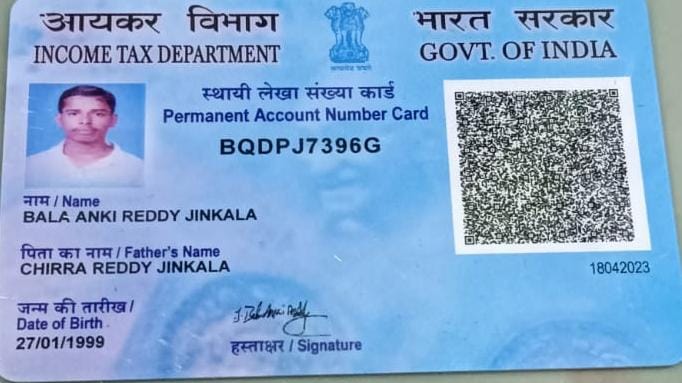 आयकर विभाग
INCOME TAX DEPARTMENT
भारत सरकार
GOVT. OF INDIA
स्थायी लेखा संख्या कार्ड
Permanent Account Number Card
BQDPJ7396G
नाम / Name
BALA ANKI REDDY JINKALA
पिता का नाम / Father's Name
CHIRRA REDDY JINKALA
18042023
जन्म की तारीख /
Date of Birth
27/01/1999
हस्ताक्षर / Signature